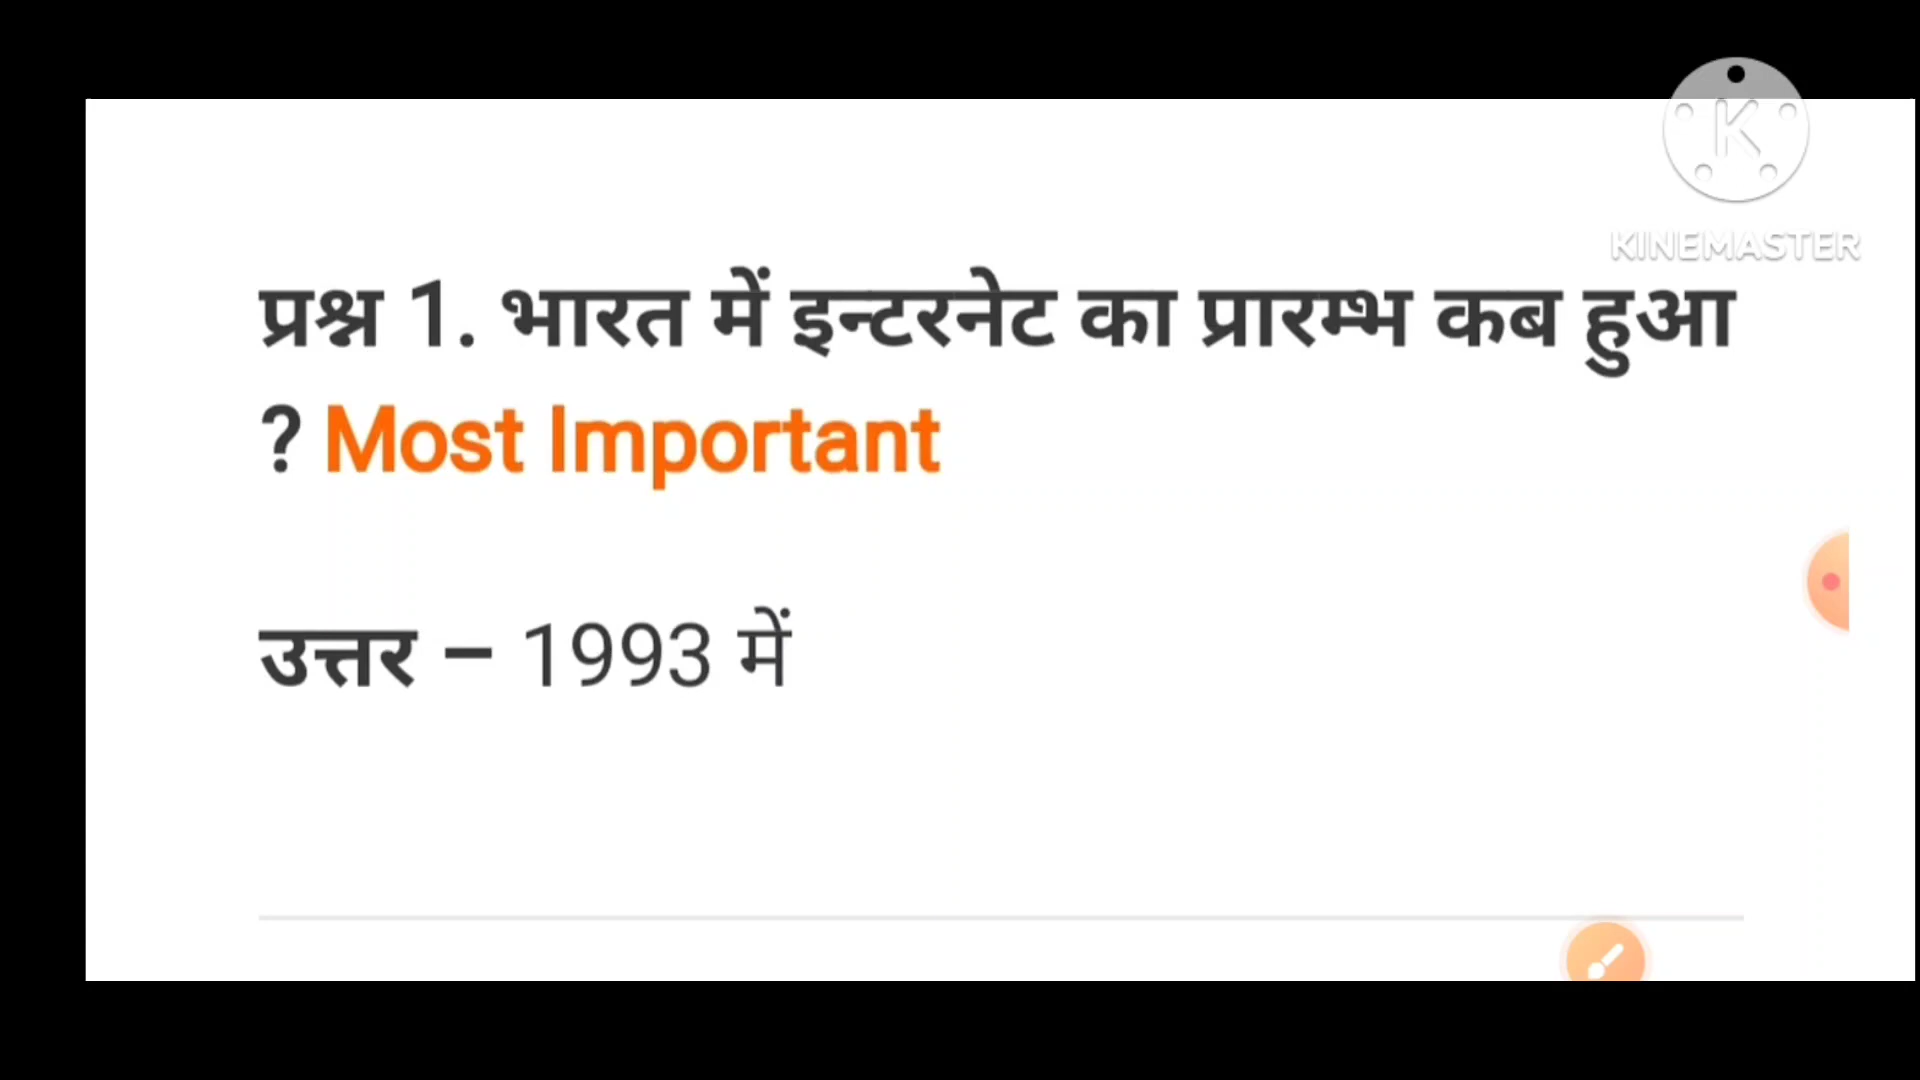 K
KINEMASTER
प्रश्न 1. भारत में इन्टरनेट का प्रारम्भ कब हुआ
? Most Important
उत्तर – 1993 में